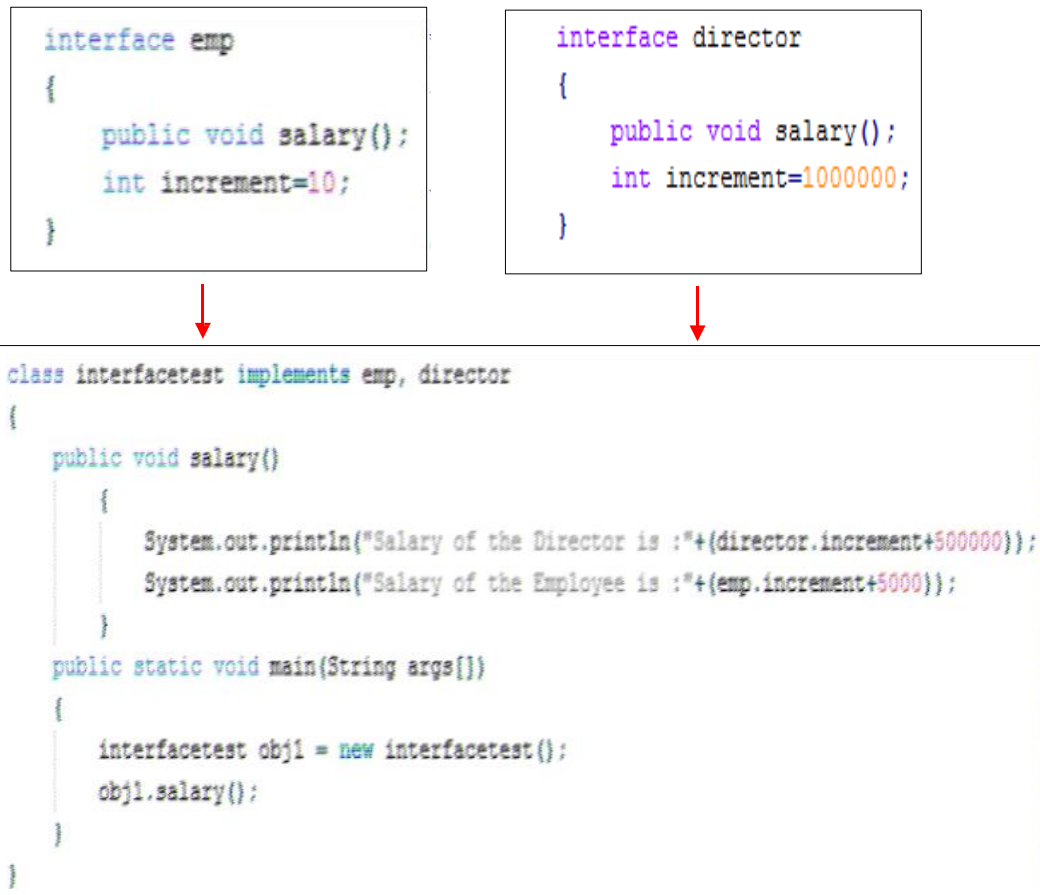 interface emp
{
public void salary();
int increment=10;
}
interface director
{
public void salary();
int increment=1000000;
}
class interfacetest implements emp, director
{
public void salary()
{
System.out.println("Salary of the Director is :"+(director.increment+500000));
System.out.println("Salary of the Employee is :"+(emp.increment+5000));
}
public static void main(String args[])
{
interfacetest obj1 = new interfacetest();
obj1.salary();
}
}